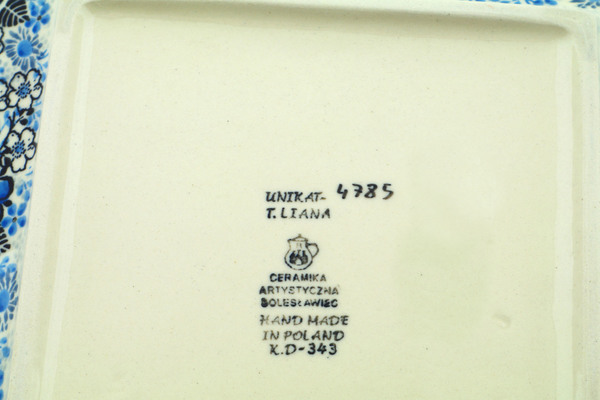 UNIKAT- 4785
T. LIANA
CERAMIKA
ARTYSTYCZNA
BOLESŁAWIEC
HAND MADE
IN POLAND
K.D-343